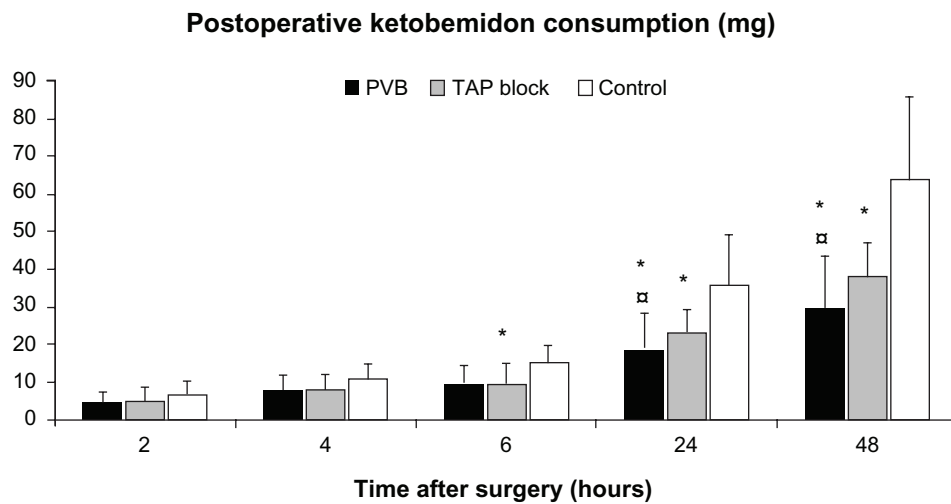 Postoperative ketobemidon consumption (mg)
PVB TAP block Control
90
80
70
60
50
40
30
20
10
0
*
* * ¤
* * ¤
2 4 6 24 48
Time after surgery (hours)